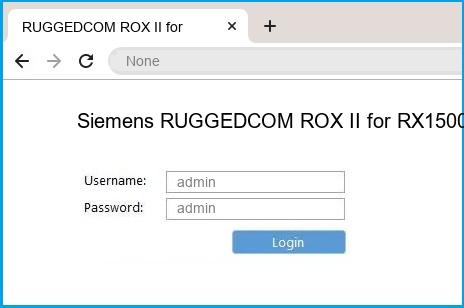 RUGGEDCOM ROX II for
None
Siemens RUGGEDCOM ROX II for RX1500
Username: admin
Password: admin
Login